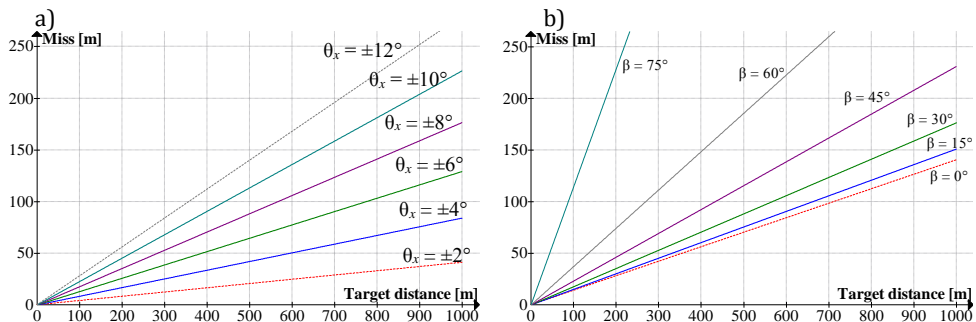 a)
Miss [m]
250
200
150
100
50
0
θx = ±12°
θx = ±10°
θx = ±8°
θx = ±6°
θx = ±4°
θx = ±2°
Target distance [m]
0 100 200 300 400 500 600 700 800 900 1000
b)
Miss [m]
250
200
150
100
50
0
β = 75°
β = 60°
β = 45°
β = 30°
β = 15°
β = 0°
Target distance [m]
0 100 200 300 400 500 600 700 800 900 1000